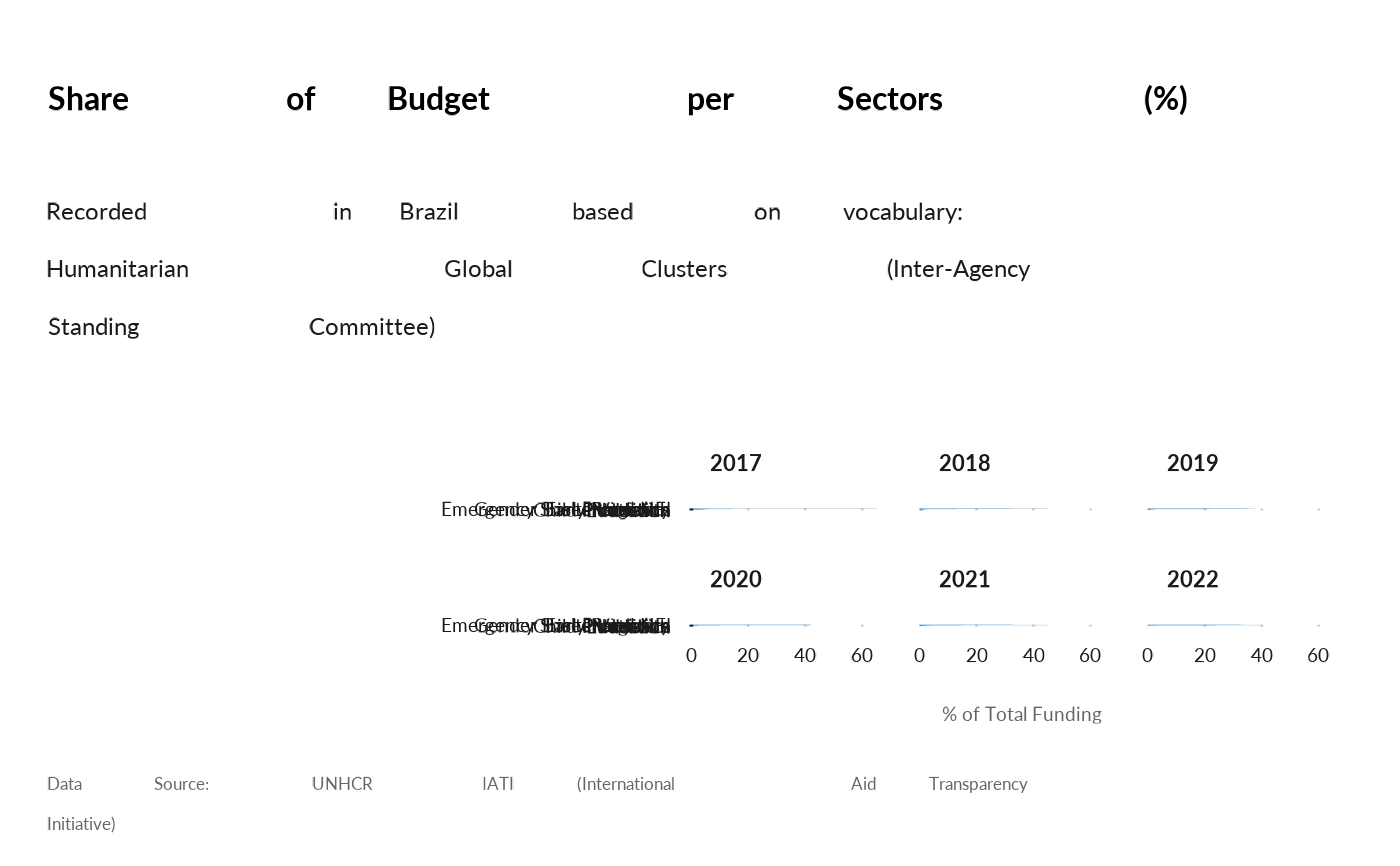 Share of Budget per Sectors (%)
Recorded in Brazil based on vocabulary:
Humanitarian Global Clusters (Inter-Agency
Standing Committee)
2017 2018 2019
2020 2021 2022
0 20 40 60 0 20 40 60 0 20 40 60
% of Total Funding
Data Source: UNHCR IATI (International Aid Transparency
Initiative)